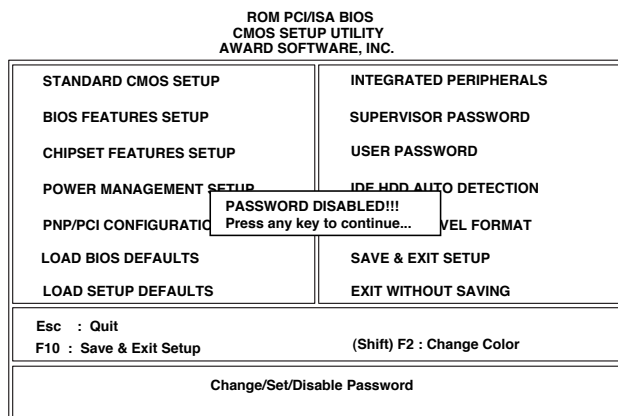 ROM PCI/ISA BIOS
CMOS SETUP UTILITY
AWARD SOFTWARE, INC.
STANDARD CMOS SETUP
INTEGRATED PERIPHERALS
BIOS FEATURES SETUP
SUPERVISOR PASSWORD
CHIPSET FEATURES SETUP
USER PASSWORD
POWER MANAGEMENT SETUP
IDE HDD AUTO DETECTION
PASSWORD DISABLED!!!
Press any key to continue...
PNP/PCI CONFIGURATIO
VEL FORMAT
LOAD BIOS DEFAULTS
SAVE & EXIT SETUP
LOAD SETUP DEFAULTS
EXIT WITHOUT SAVING
Esc : Quit
F10 : Save & Exit Setup
(Shift) F2 : Change Color
Change/Set/Disable Password